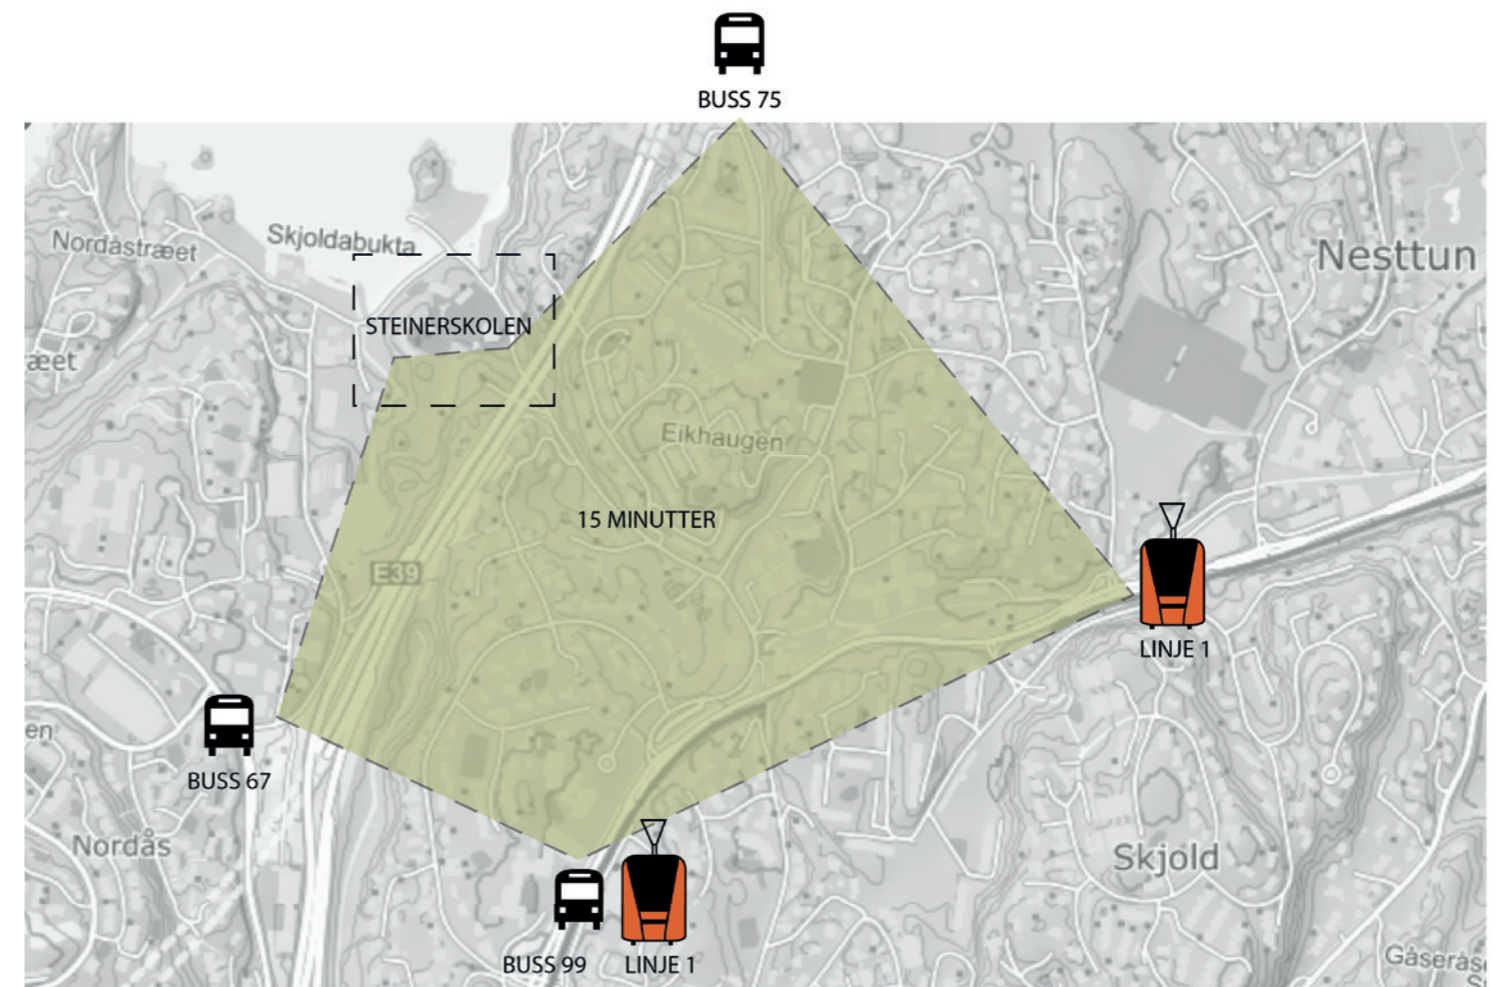 BUSS 75
Nordåstræet
Skjoldabukta
Nesttun
STEINERSKOLEN
æet
Eikhaugen
15 MINUTTER
E39
LINJE 1
en
BUSS 67
Nordås
Skjold
BUSS 99
LINJE 1
Gåserås
S